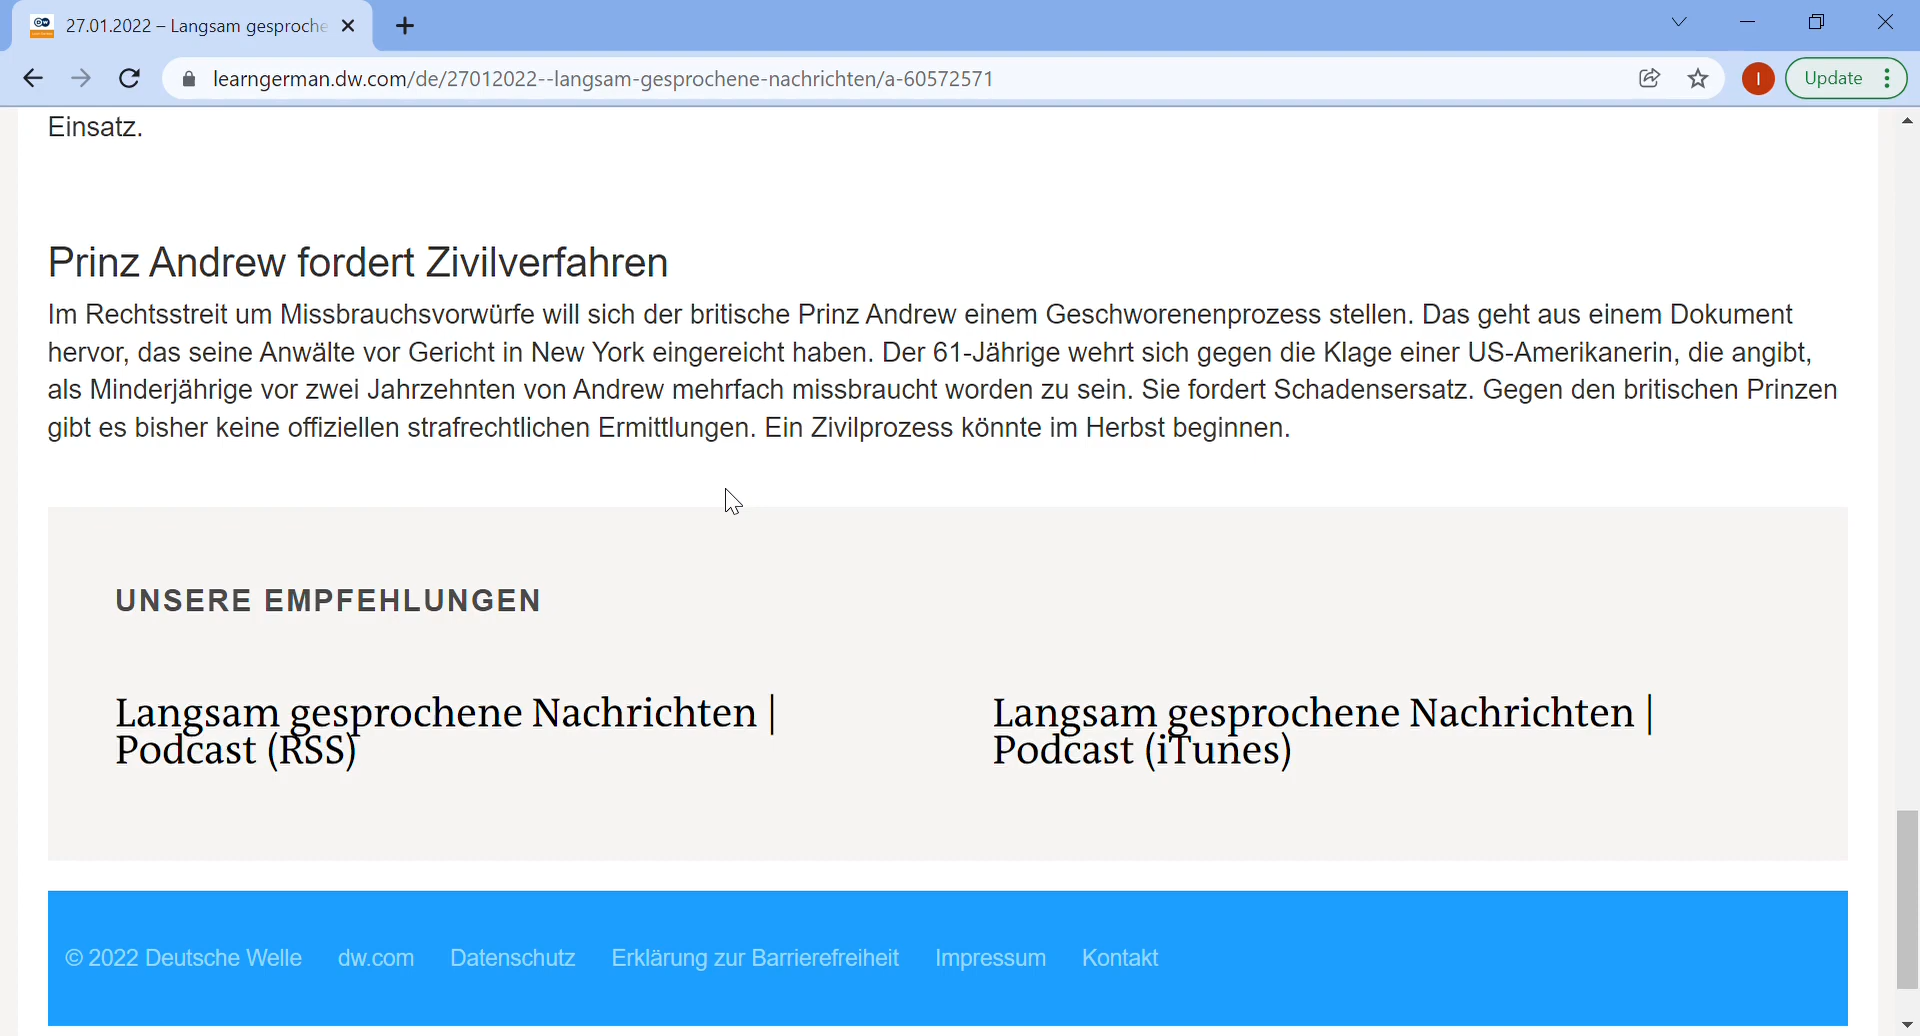 27.01.2022 – Langsam gesproche
learngerman.dw.com/de/27012022--langsam-gesprochene-nachrichten/a-60572571
I
Update
Einsatz.
Prinz Andrew fordert Zivilverfahren
Im Rechtsstreit um Missbrauchsvorwürfe will sich der britische Prinz Andrew einem Geschworenenprozess stellen. Das geht aus einem Dokument
hervor, das seine Anwälte vor Gericht in New York eingereicht haben. Der 61-Jährige wehrt sich gegen die Klage einer US-Amerikanerin, die angibt,
als Minderjährige vor zwei Jahrzehnten von Andrew mehrfach missbraucht worden zu sein. Sie fordert Schadensersatz. Gegen den britischen Prinzen
gibt es bisher keine offiziellen strafrechtlichen Ermittlungen. Ein Zivilprozess könnte im Herbst beginnen.
UNSERE EMPFEHLUNGEN
Langsam gesprochene Nachrichten |
Podcast (RSS)
Langsam gesprochene Nachrichten |
Podcast (iTunes)
© 2022 Deutsche Welle dw.com Datenschutz Erklärung zur Barrierefreiheit Impressum Kontakt